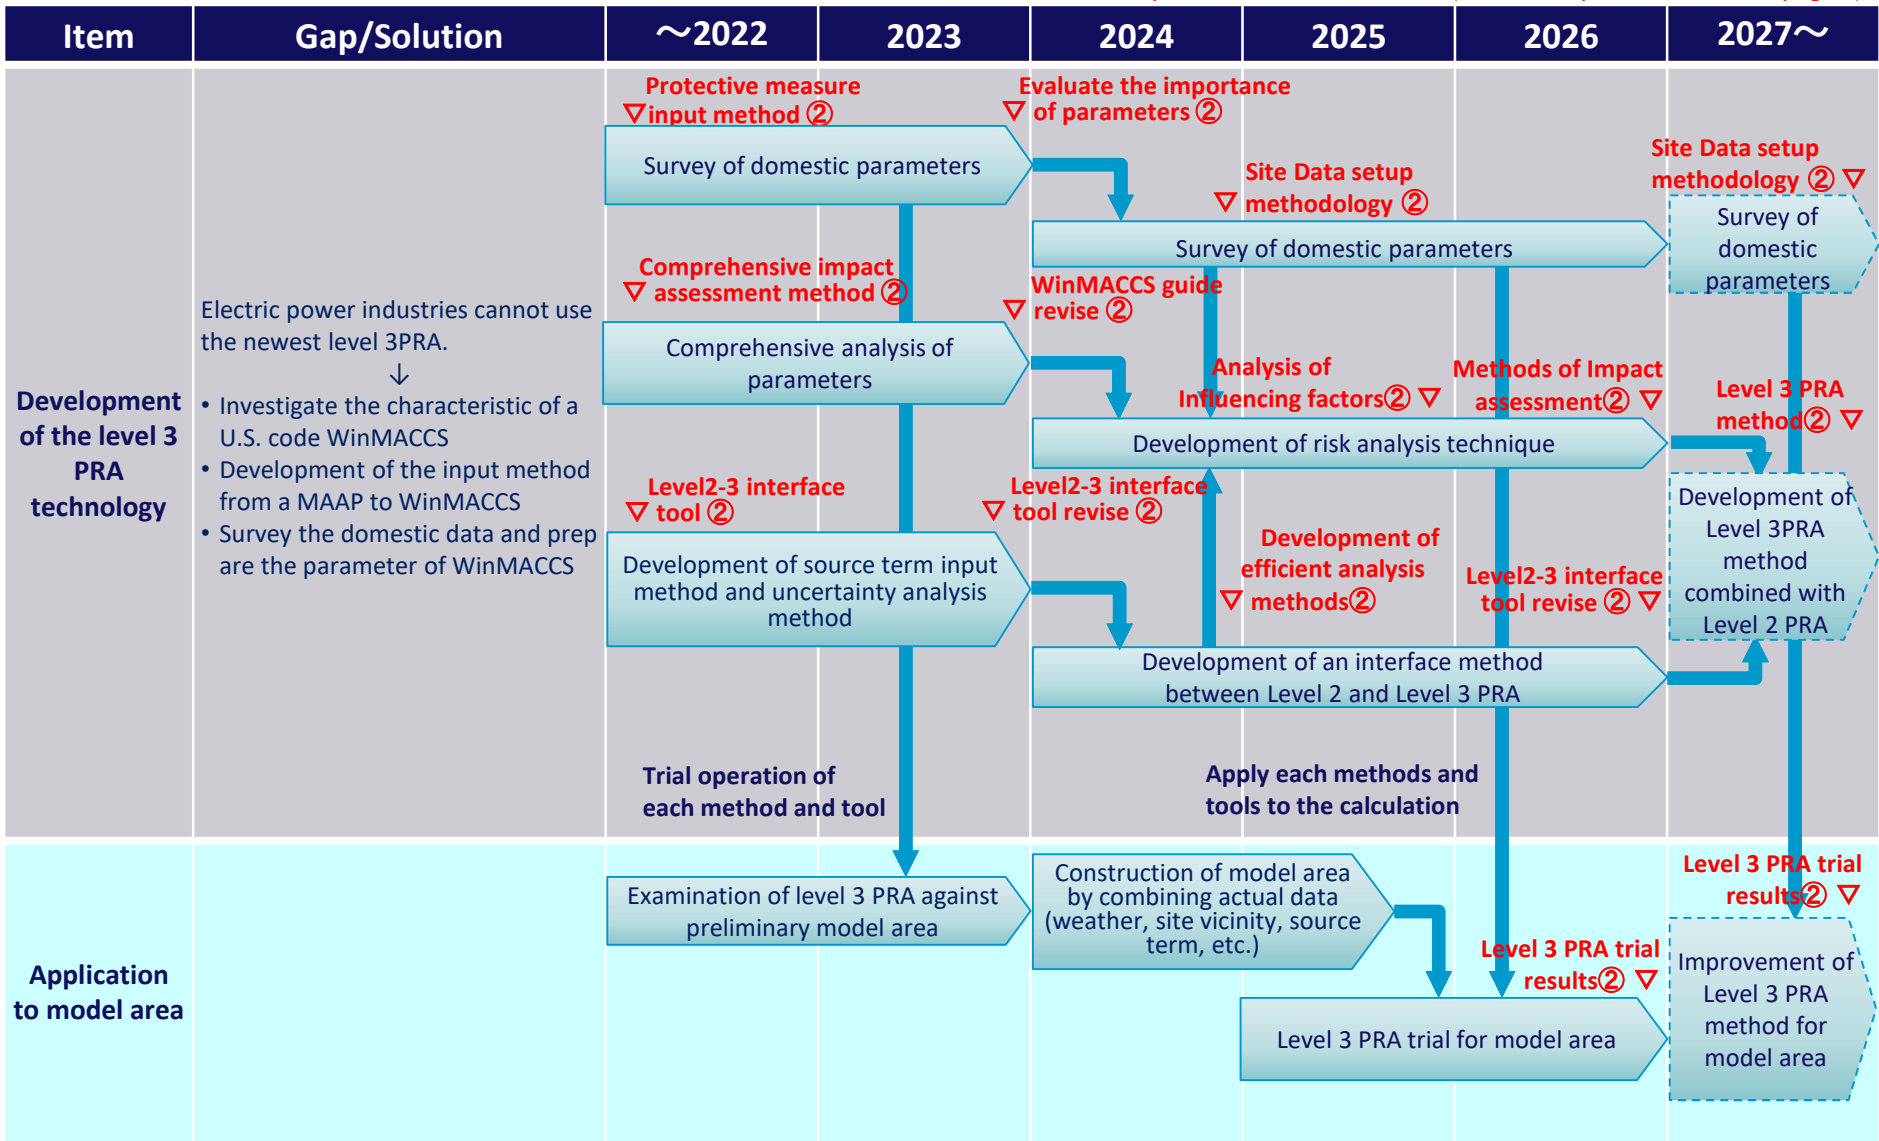 Item
Gap/Solution
~2022
2023
2024
2025
2026
2027~
Development
of the level 3
PRA
technology
Electric power industries cannot use
the newest level 3PRA.
↓
• Investigate the characteristic of a
U.S. code WinMACCS
• Development of the input method
from a MAAP to WinMACCS
• Survey the domestic data and prep
are the parameter of WinMACCS
Protective measure
▽input method ②
Evaluate the importance
▽ of parameters ②
Survey of domestic parameters
Site Data setup
▽ methodology ②
Site Data setup
methodology ② ▽
Survey of domestic parameters
Survey of
domestic
parameters
Comprehensive impact
▽ assessment method ②
WinMACCS guide
▽ revise ②
Comprehensive analysis of
parameters
Analysis of
Influencing factors② ▽
Methods of Impact
assessment② ▽
Level 3 PRA
method② ▽
Development of risk analysis technique
Level2-3 interface
▽ tool ②
Level2-3 interface
▽ tool revise ②
Development of source term input
method and uncertainty analysis
method
Development of
efficient analysis
▽ methods②
Level2-3 interface
tool revise ② ▽
Development of
Level 3PRA
method
combined with
Level 2 PRA
Development of an interface method
between Level 2 and Level 3 PRA
Trial operation of
each method and tool
Apply each methods and
tools to the calculation
Application
to model area
Examination of level 3 PRA against
preliminary model area
Construction of model area
by combining actual data
(weather, site vicinity, source
term, etc.)
Level 3 PRA trial
results② ▽
Level 3 PRA trial for model area
Level 3 PRA trial
results② ▽
Improvement of
Level 3 PRA
method for
model area